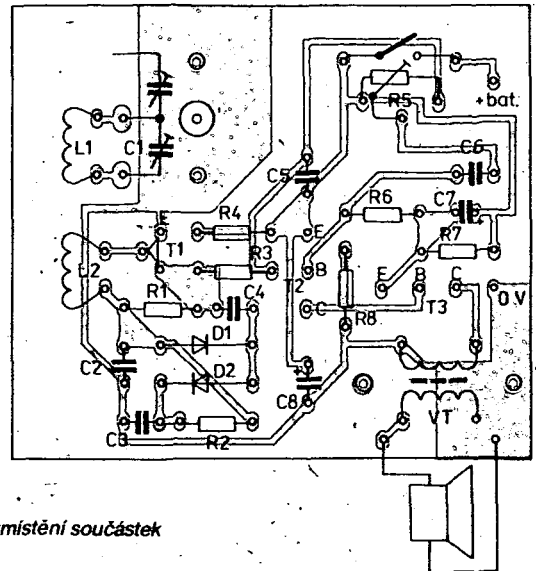 +bat.
R5
L1
C1
C6
C5
R6
C7
+
E
R4
E
R7
T1
R3
L2
T2
B
E
B
C
R1
C4
C
T3
O.V
R8
D1
C2
D2
+
C8
VT
C3
R2
místění součástek